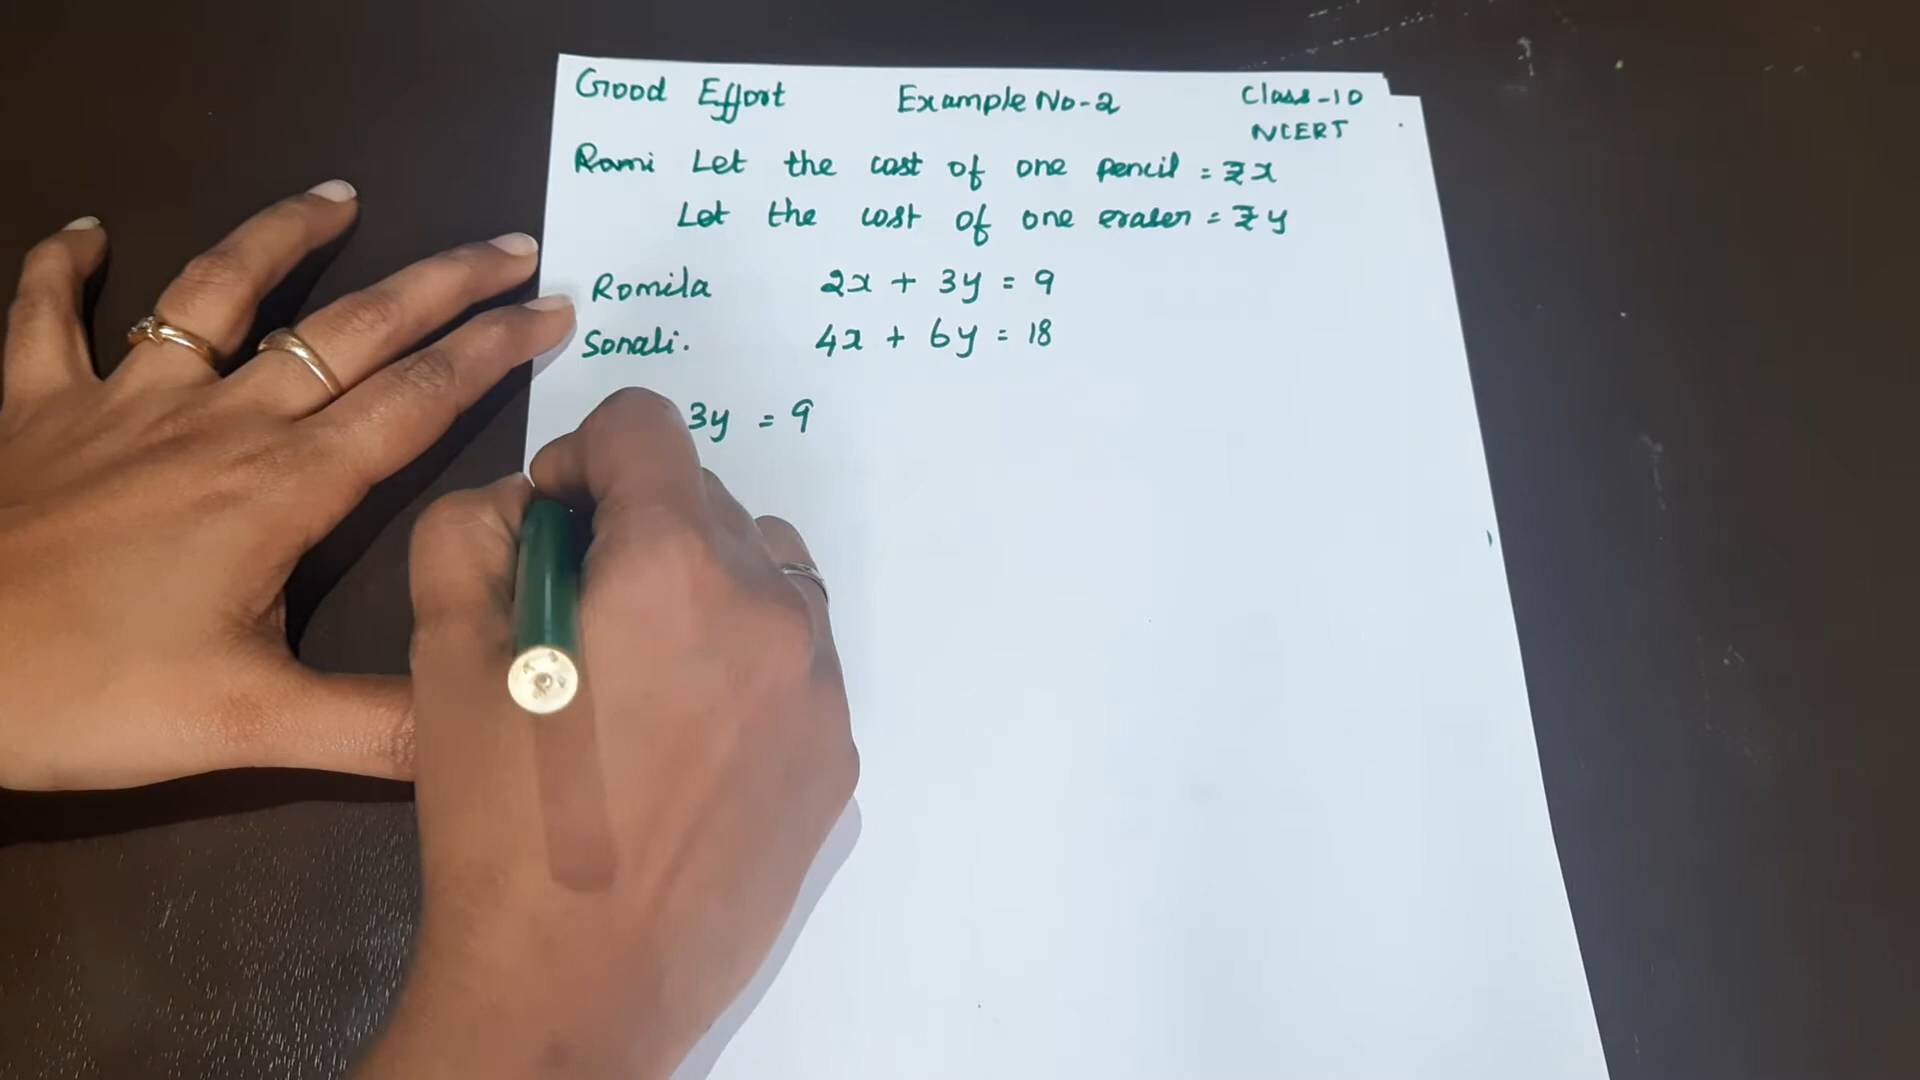 Good Effort Example No-2 Class-10
NCERT
Rami Let the cost of one pencil = ₹x
Let the cost of one eraser = ₹y
Romila 2x + 3y = 9
Sonali. 4x + 6y = 18
3y = 9